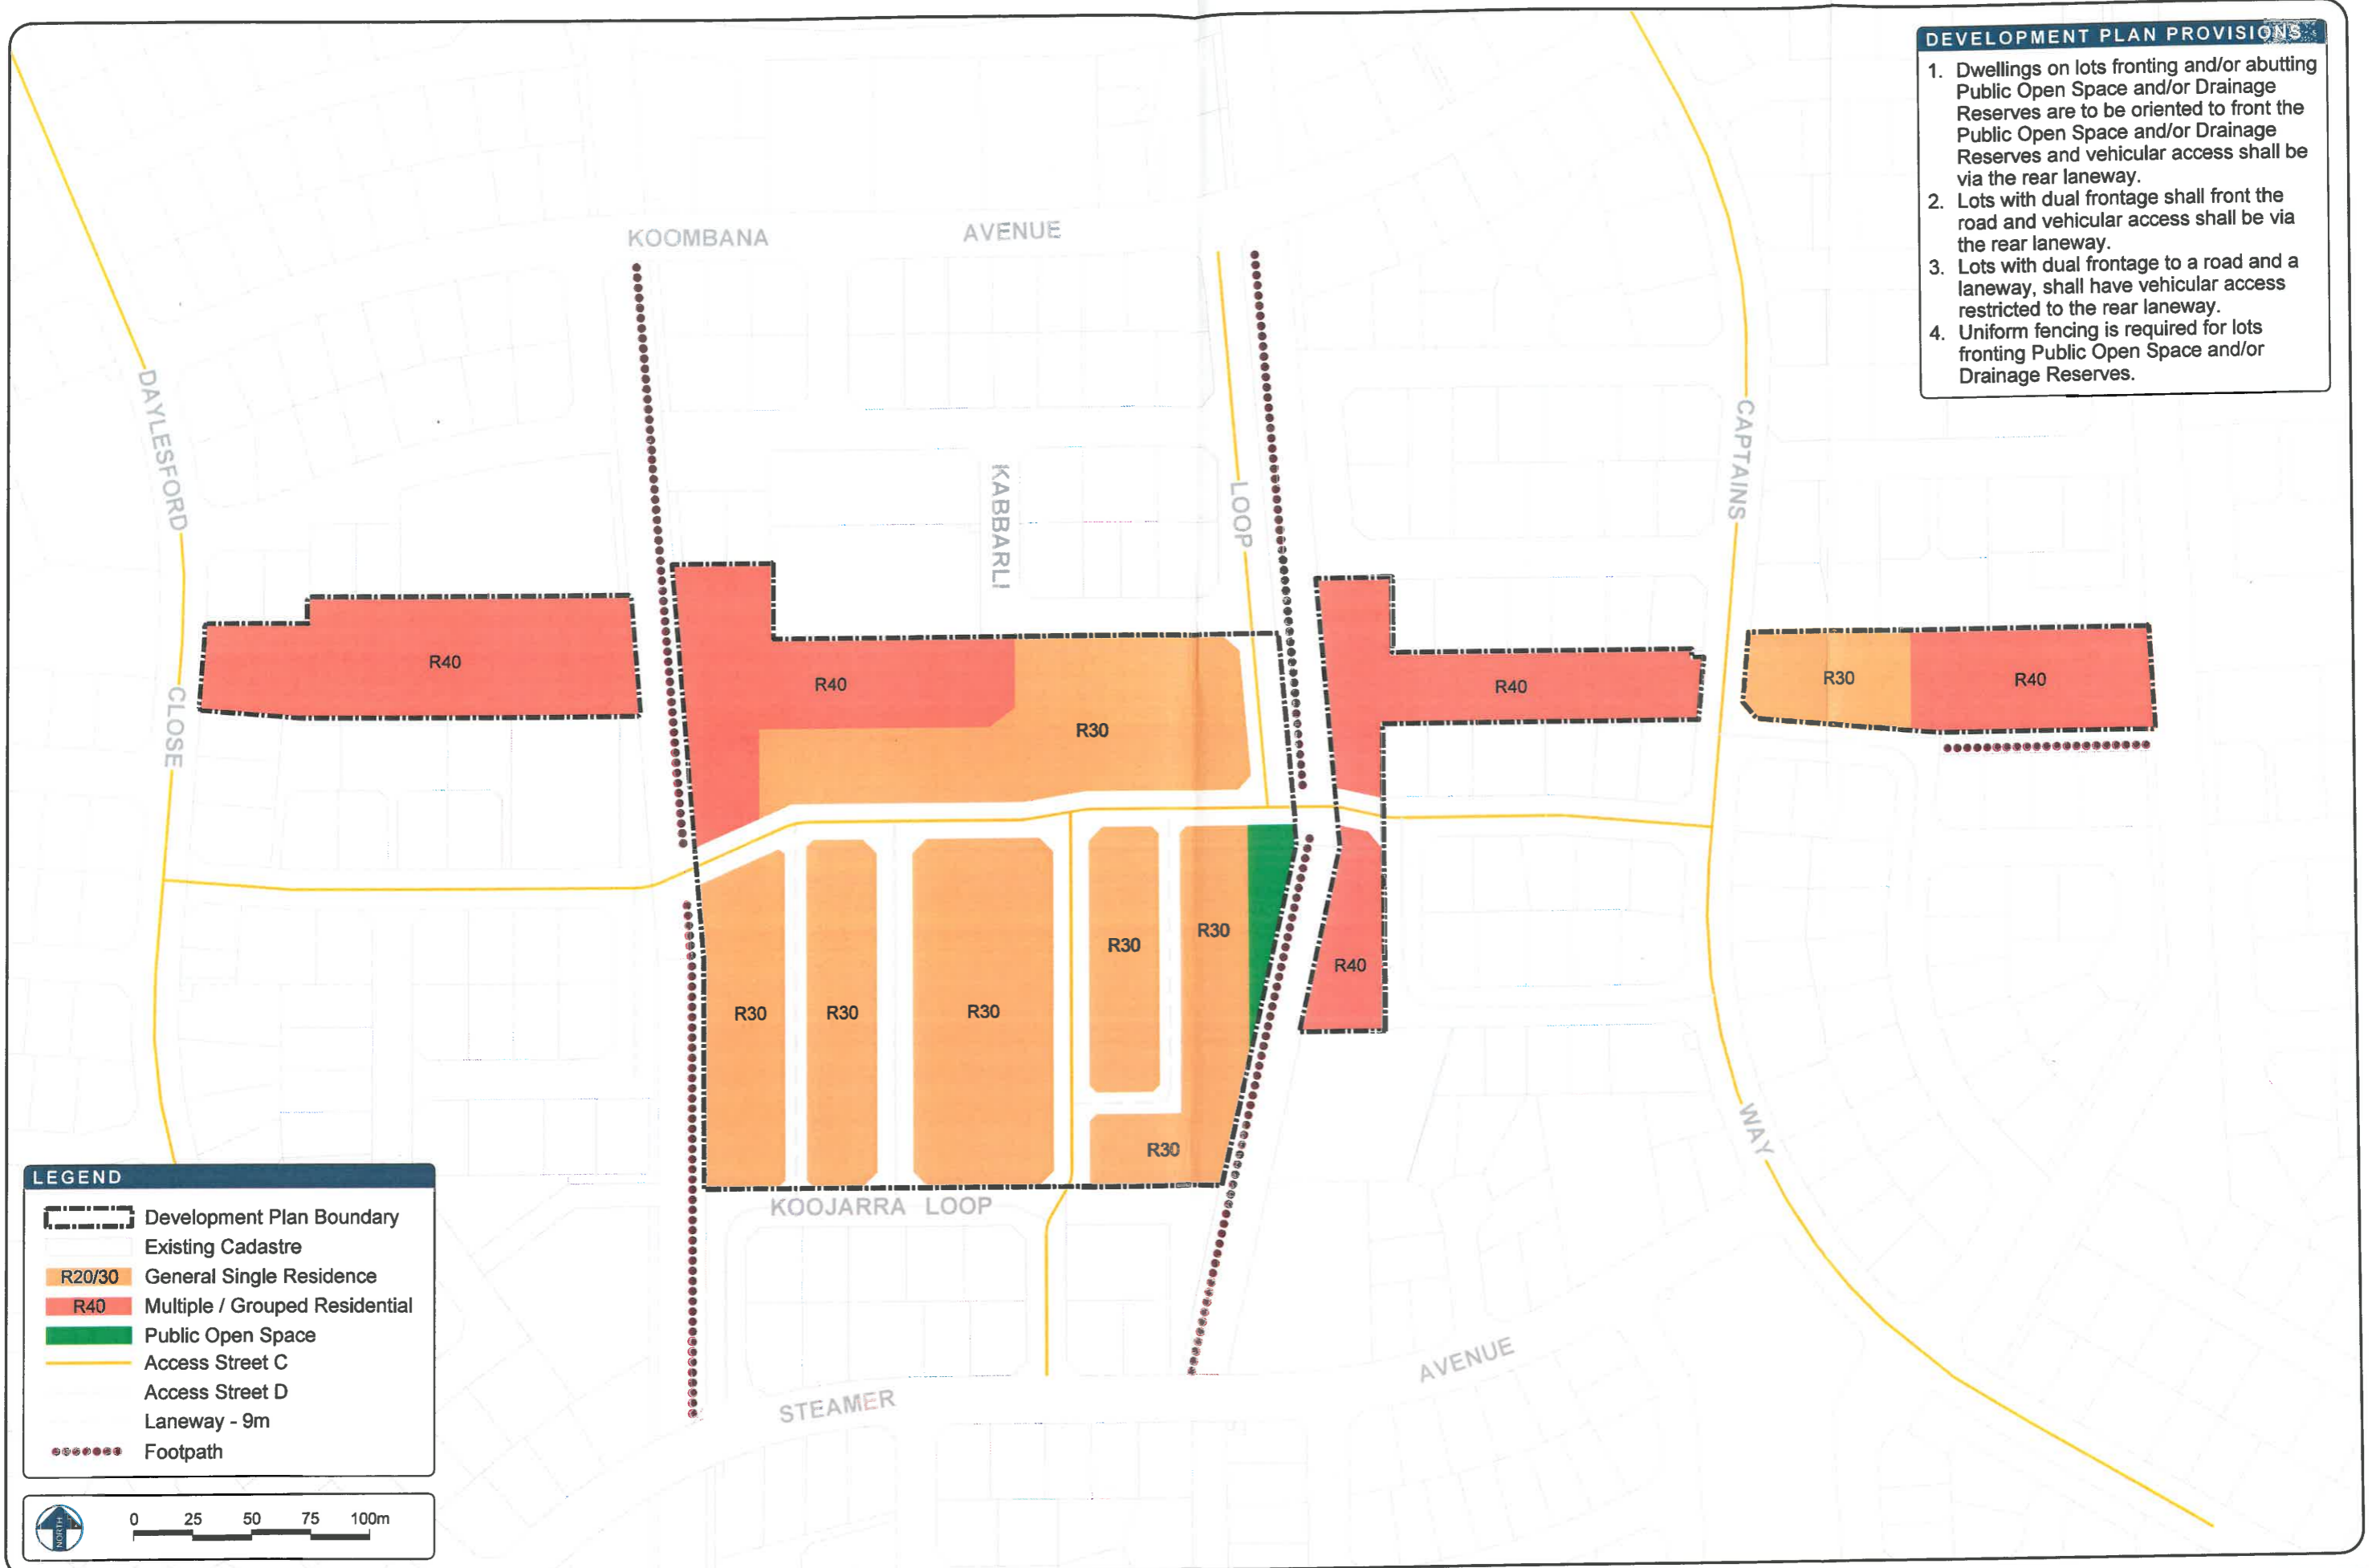 DEVELOPMENT PLAN PROVISIONS
1. Dwellings on lots fronting and/or abutting
Public Open Space and/or Drainage
Reserves are to be oriented to front the
Public Open Space and/or Drainage
Reserves and vehicular access shall be
via the rear laneway.
2. Lots with dual frontage shall front the
road and vehicular access shall be via
the rear laneway.
3. Lots with dual frontage to a road and a
laneway, shall have vehicular access
restricted to the rear laneway.
4. Uniform fencing is required for lots
fronting Public Open Space and/or
Drainage Reserves.
KOOMBANA AVENUE
DAYLESFORD
CLOSE
KABBARLI
LOOP
CAPTAINS
WAY
R40
R40
R30
R40
R30
R40
R30
R30
R30
R30
R30
R40
R30
KOOJARRA LOOP
STEAMER
AVENUE
LEGEND
Development Plan Boundary
Existing Cadastre
R20/30 General Single Residence
R40 Multiple / Grouped Residential
Public Open Space
Access Street C
Access Street D
Laneway - 9m
Footpath
NORTH
0 25 50 75 100m